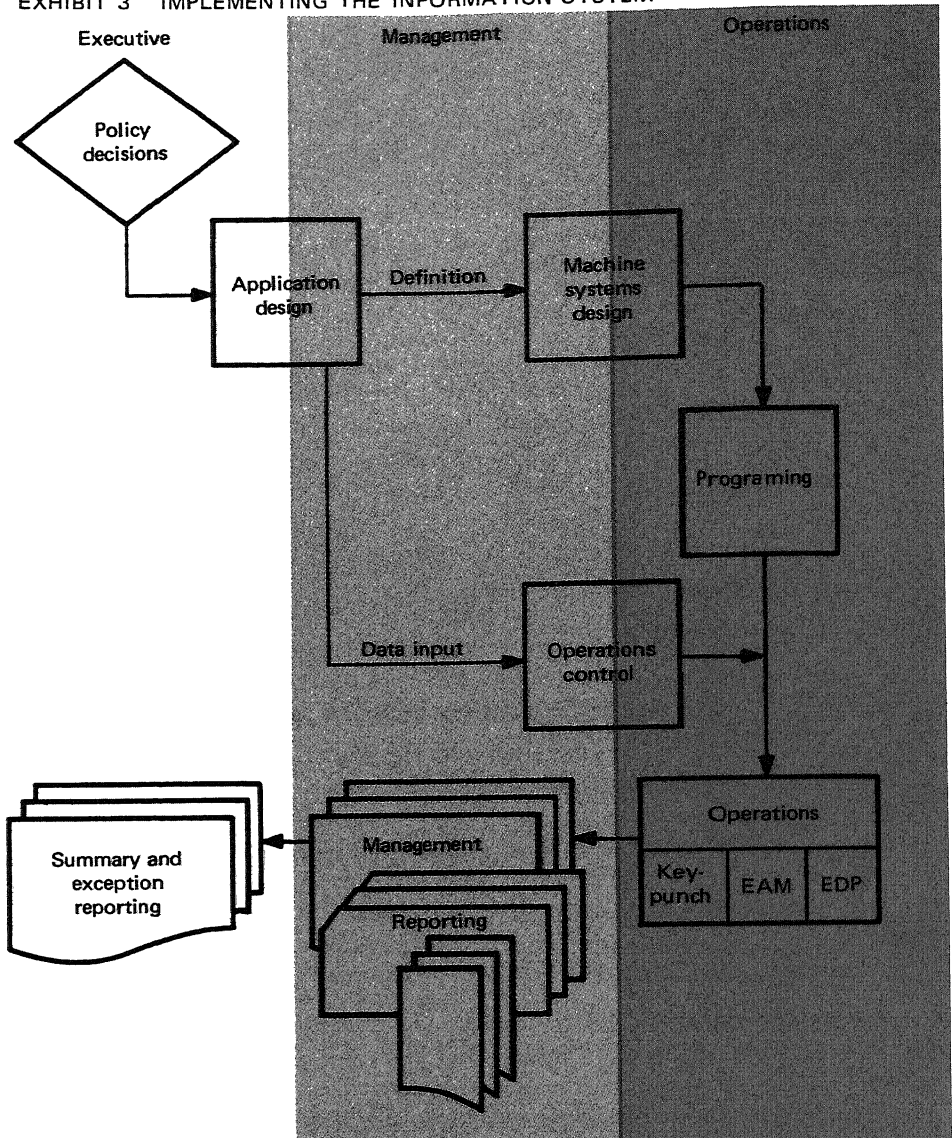 EXHIBIT 3 IMPLEMENTING THE INFORMATION SYSTEM
Executive
Management
Operations
Policy
decisions
Application
design
Definition
Machine
systems
design
Programing
Data input
Operations
control
Operations
Key-
punch
EAM
EDP
Management
Reporting
Summary and
exception
reporting